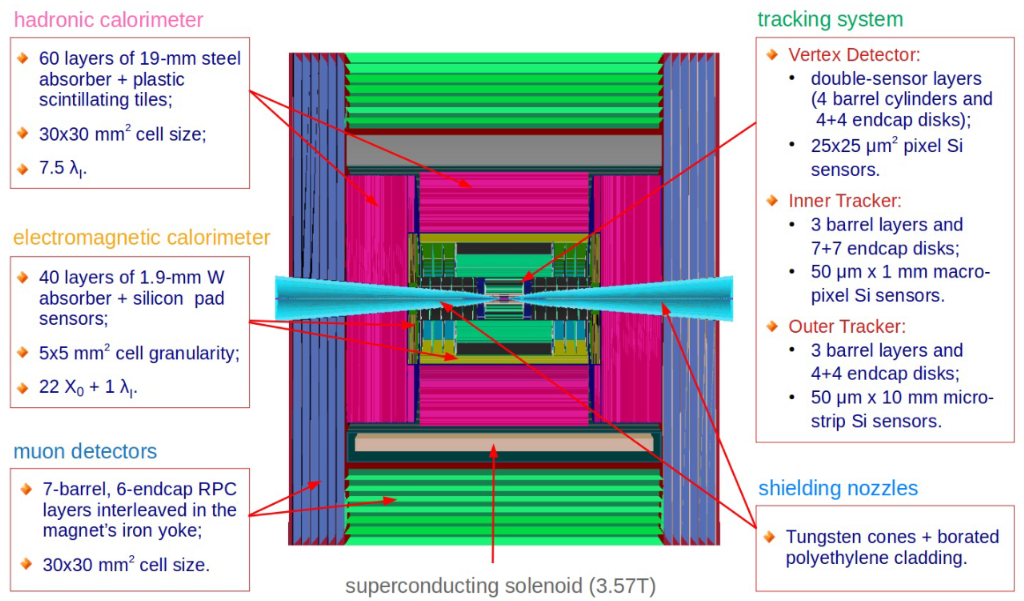 hadronic calorimeter
60 layers of 19-mm steel
absorber + plastic
scintillating tiles;
30x30 mm² cell size;
7.5 λI.
electromagnetic calorimeter
40 layers of 1.9-mm W
absorber + silicon pad
sensors;
5x5 mm² cell granularity;
22 X0 + 1 λI.
muon detectors
7-barrel, 6-endcap RPC
layers interleaved in the
magnet's iron yoke;
30x30 mm² cell size.
superconducting solenoid (3.57T)
tracking system
Vertex Detector:
double-sensor layers
(4 barrel cylinders and
4+4 endcap disks);
25x25 µm² pixel Si
sensors.
Inner Tracker:
3 barrel layers and
7+7 endcap disks;
50 µm x 1 mm macro-
pixel Si sensors.
Outer Tracker:
3 barrel layers and
4+4 endcap disks;
50 µm x 10 mm micro-
strip Si sensors.
shielding nozzles
Tungsten cones + borated
polyethylene cladding.